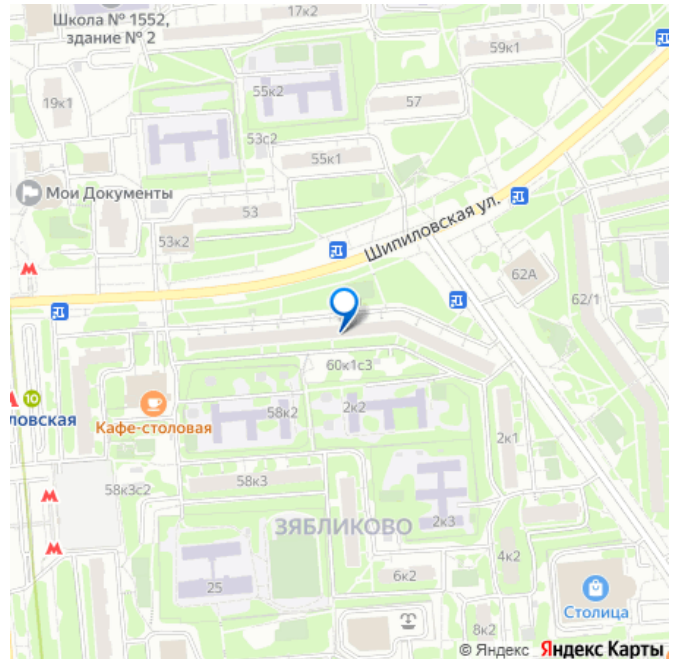 17к2
Школа № 1552,
здание № 2
59к1
55к2
19к1
57
53с2
55к1
Мои Документы
53
Шипиловская ул.
53к2
62А
62/1
60к1с3
10
ловская
Кафе-столовая
58к2
2к2
2к1
58к3с2
58к3
ЗЯБЛИКОВО
2к3
4к2
25
6к2
Столица
8к2
© Яндекс Яндекс Карты